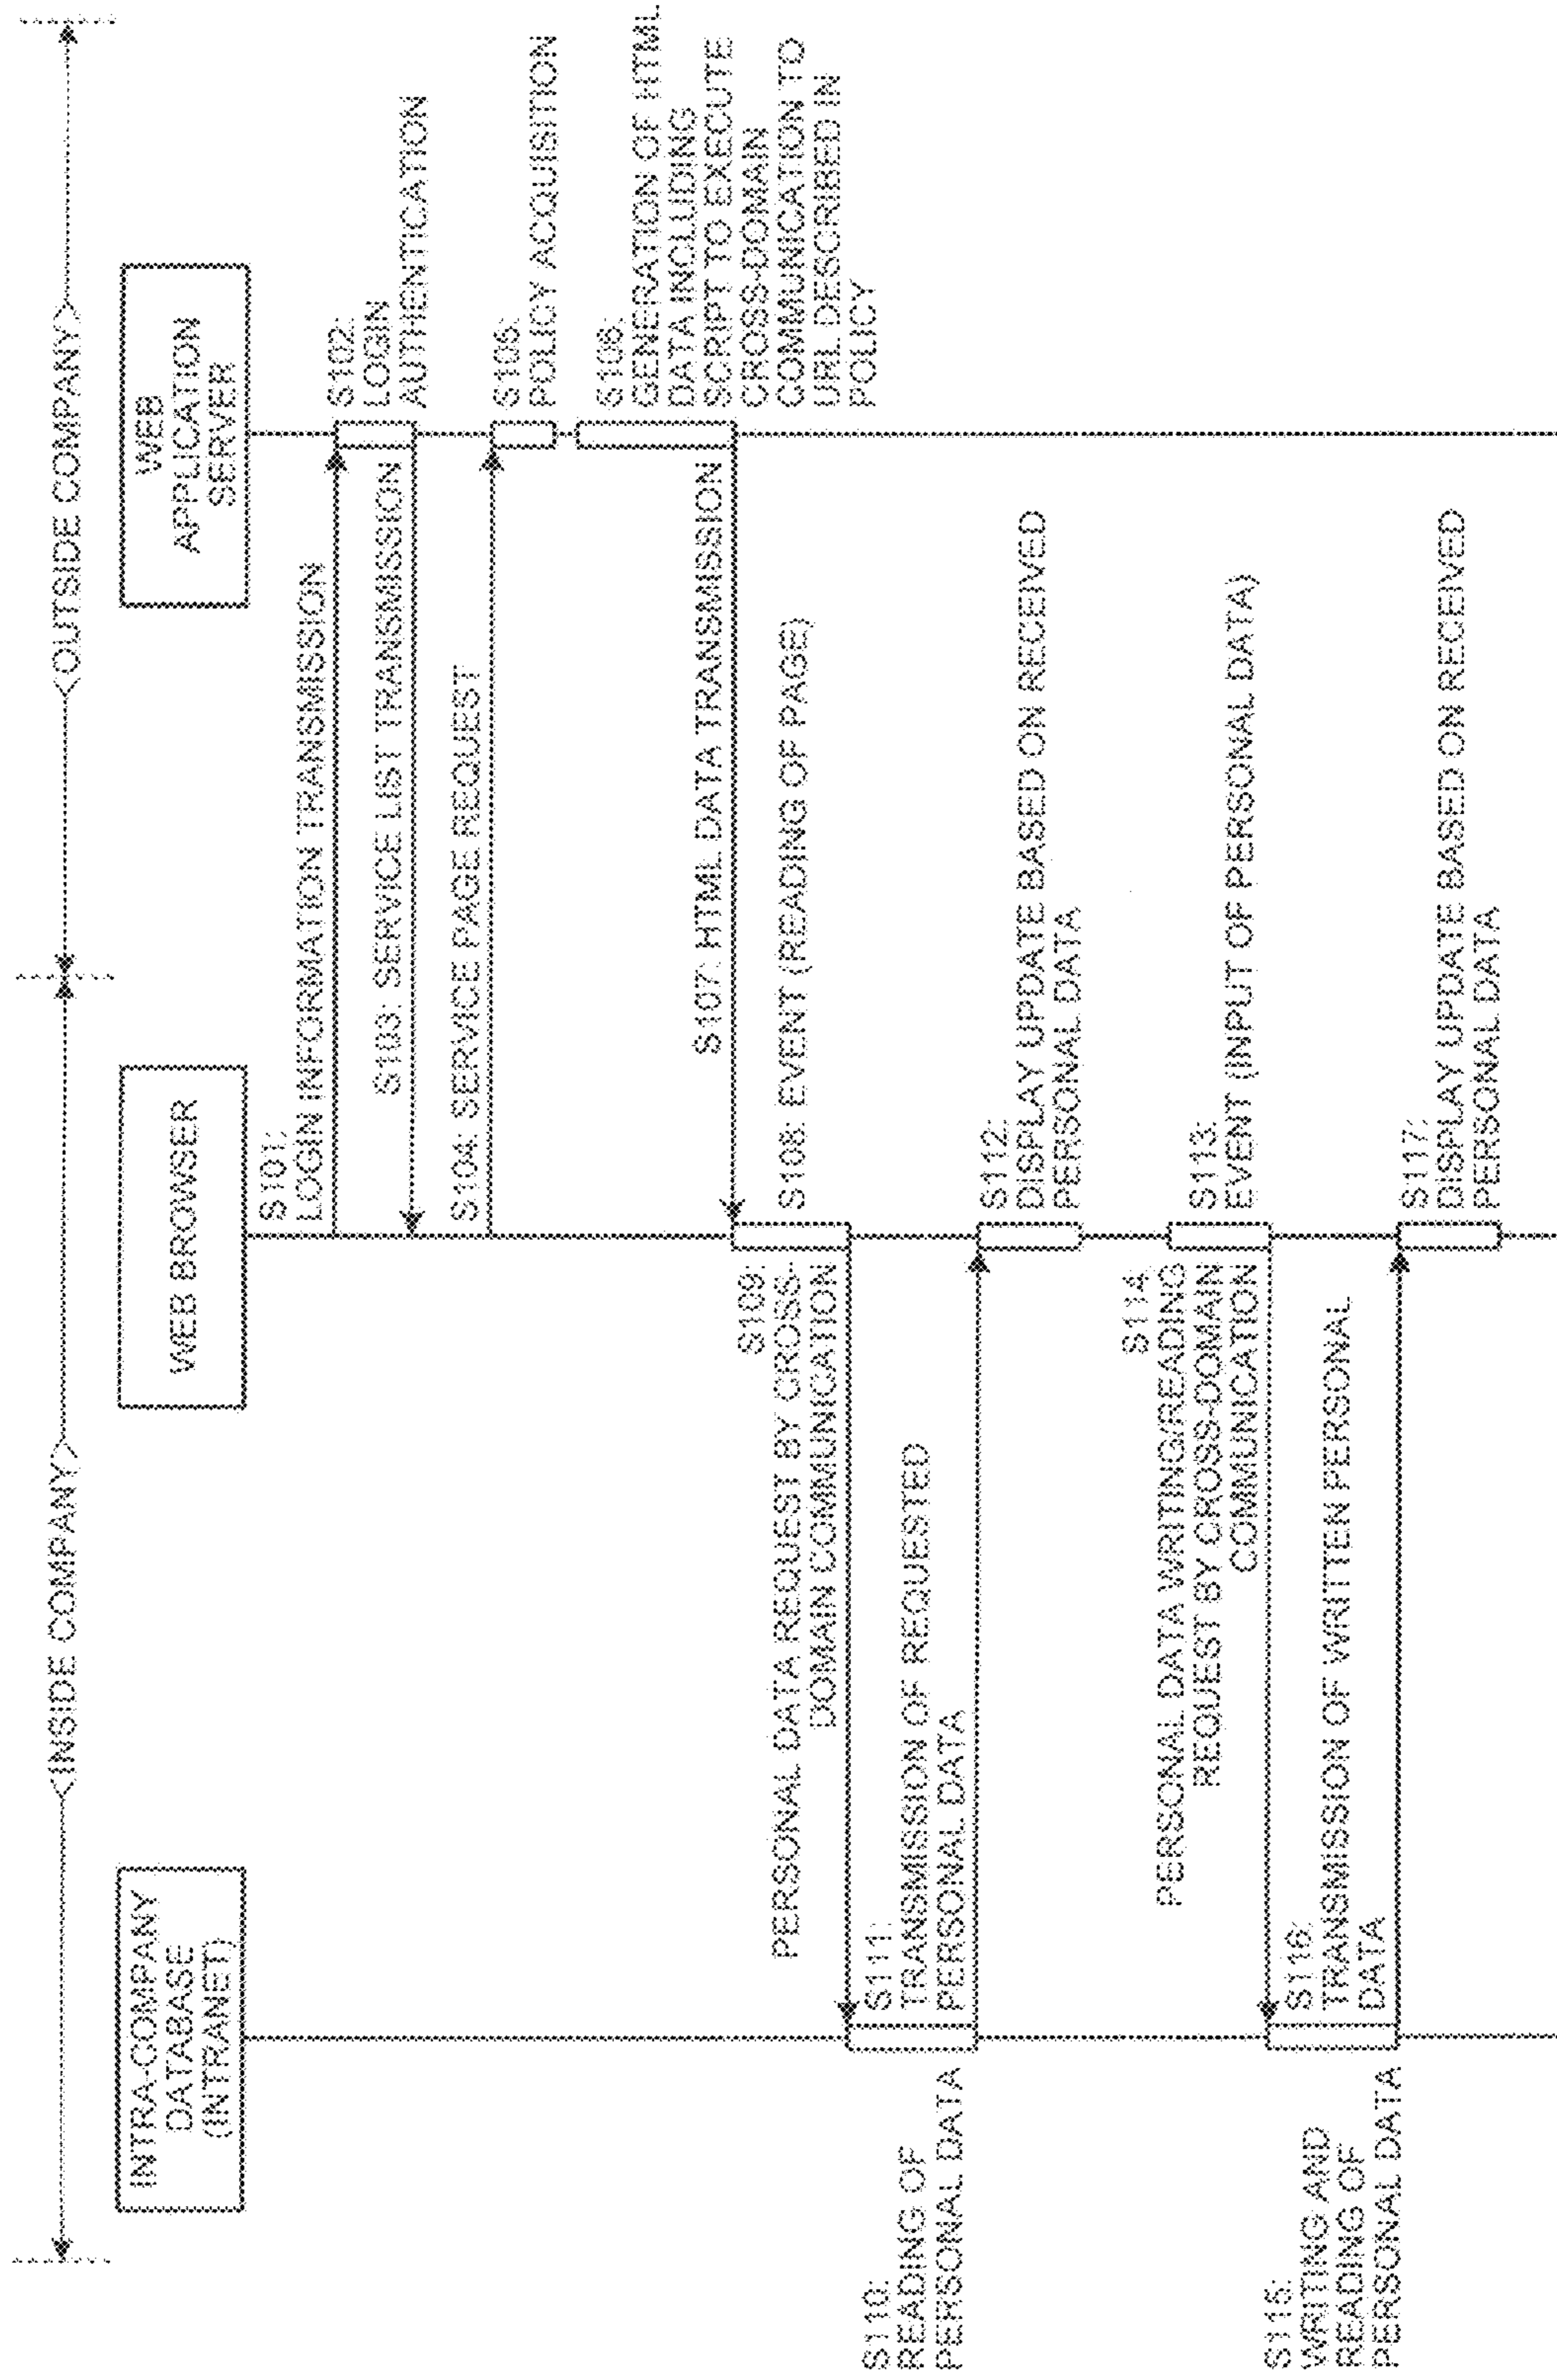 <INSIDE COMPANY>
<OUTSIDE COMPANY>
INTRA-COMPANY
DATABASE
(INTRANET)
WEB BROWSER
WEB
APPLICATION
SERVER
S101:
LOGIN INFORMATION TRANSMISSION
S102:
LOGIN
AUTHENTICATION
S103: SERVICE LIST TRANSMISSION
S104: SERVICE PAGE REQUEST
S105:
POLICY ACQUISITION
S106:
GENERATION OF HTML
DATA INCLUDING
SCRIPT TO EXECUTE
CROSS-DOMAIN
COMMUNICATION TO
URL DESCRIBED IN
POLICY
S107: HTML DATA TRANSMISSION
S108: EVENT (READING OF PAGE)
S109:
PERSONAL DATA REQUEST BY CROSS-
DOMAIN COMMUNICATION
S110:
READING OF
PERSONAL DATA
S111:
TRANSMISSION OF REQUESTED
PERSONAL DATA
S112:
DISPLAY UPDATE BASED ON RECEIVED
PERSONAL DATA
S113:
EVENT (INPUT OF PERSONAL DATA)
S114:
PERSONAL DATA WRITING/READING
REQUEST BY CROSS-DOMAIN
COMMUNICATION
S115:
WRITING AND
READING OF
PERSONAL DATA
S116:
TRANSMISSION OF WRITTEN PERSONAL
DATA
S117:
DISPLAY UPDATE BASED ON RECEIVED
PERSONAL DATA